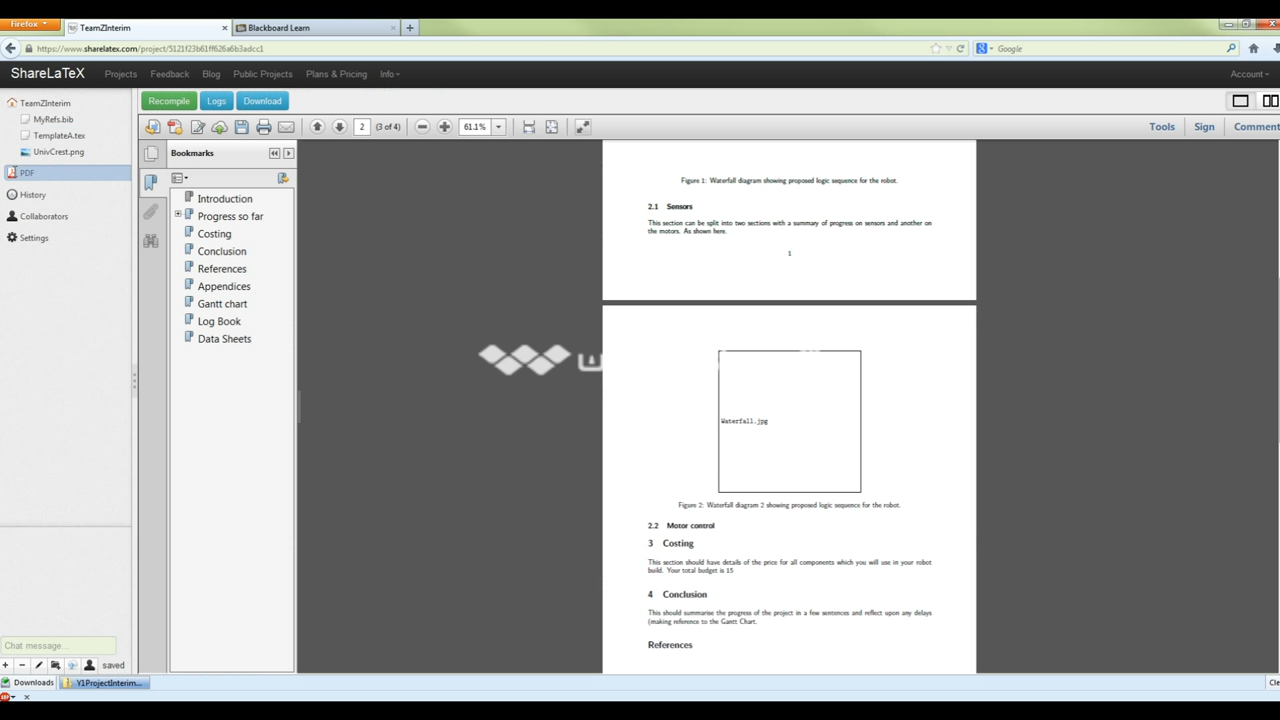 Firefox
TeamZInterim
Blackboard Learn
https://www.sharelatex.com/project/5121f23b61ff626a6b3adcc1
Google
ShareLaTeX
Projects
Feedback
Blog
Public Projects
Plans & Pricing
Info
Account
TeamZInterim
MyRefs.bib
TemplateA.tex
UnivCrest.png
PDF
History
Collaborators
Settings
Recompile
Logs
Download
2 (3 of 4)
61.1%
Tools
Sign
Comment
Bookmarks
Introduction
Progress so far
Costing
Conclusion
References
Appendices
Gantt chart
Log Book
Data Sheets
Figure 1: Waterfall diagram showing proposed logic sequence for the robot.
2.1 Sensors
This section can be split into two sections with a summary of progress on sensors and another on
the motors. As shown here.
1
Waterfall.jpg
Figure 2: Waterfall diagram 2 showing proposed logic sequence for the robot.
2.2 Motor control
3 Costing
This section should have details of the price for all components which you will use in your robot
build. Your total budget is 15
4 Conclusion
This should summarise the progress of the project in a few sentences and reflect upon any delays
(making reference to the Gantt Chart.
References
Chat message...
saved
Downloads
Y1ProjectInterim...
Cle